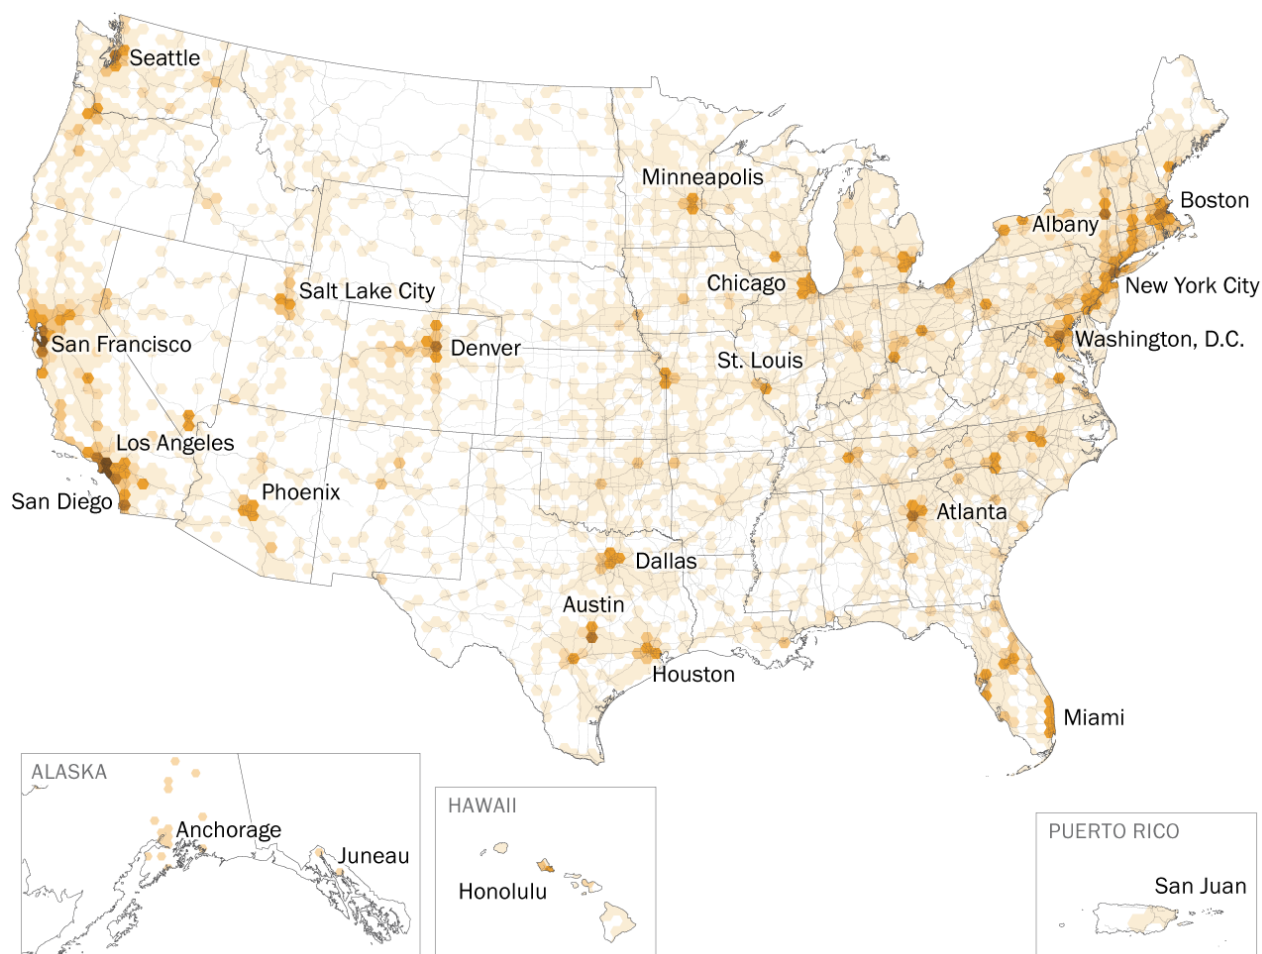 Seattle
Minneapolis
Boston
Albany
Chicago
Salt Lake City
New York City
San Francisco
Denver
St. Louis
Washington, D.C.
Los Angeles
San Diego
Phoenix
Atlanta
Dallas
Austin
Houston
Miami
ALASKA
Anchorage
Juneau
HAWAII
Honolulu
PUERTO RICO
San Juan